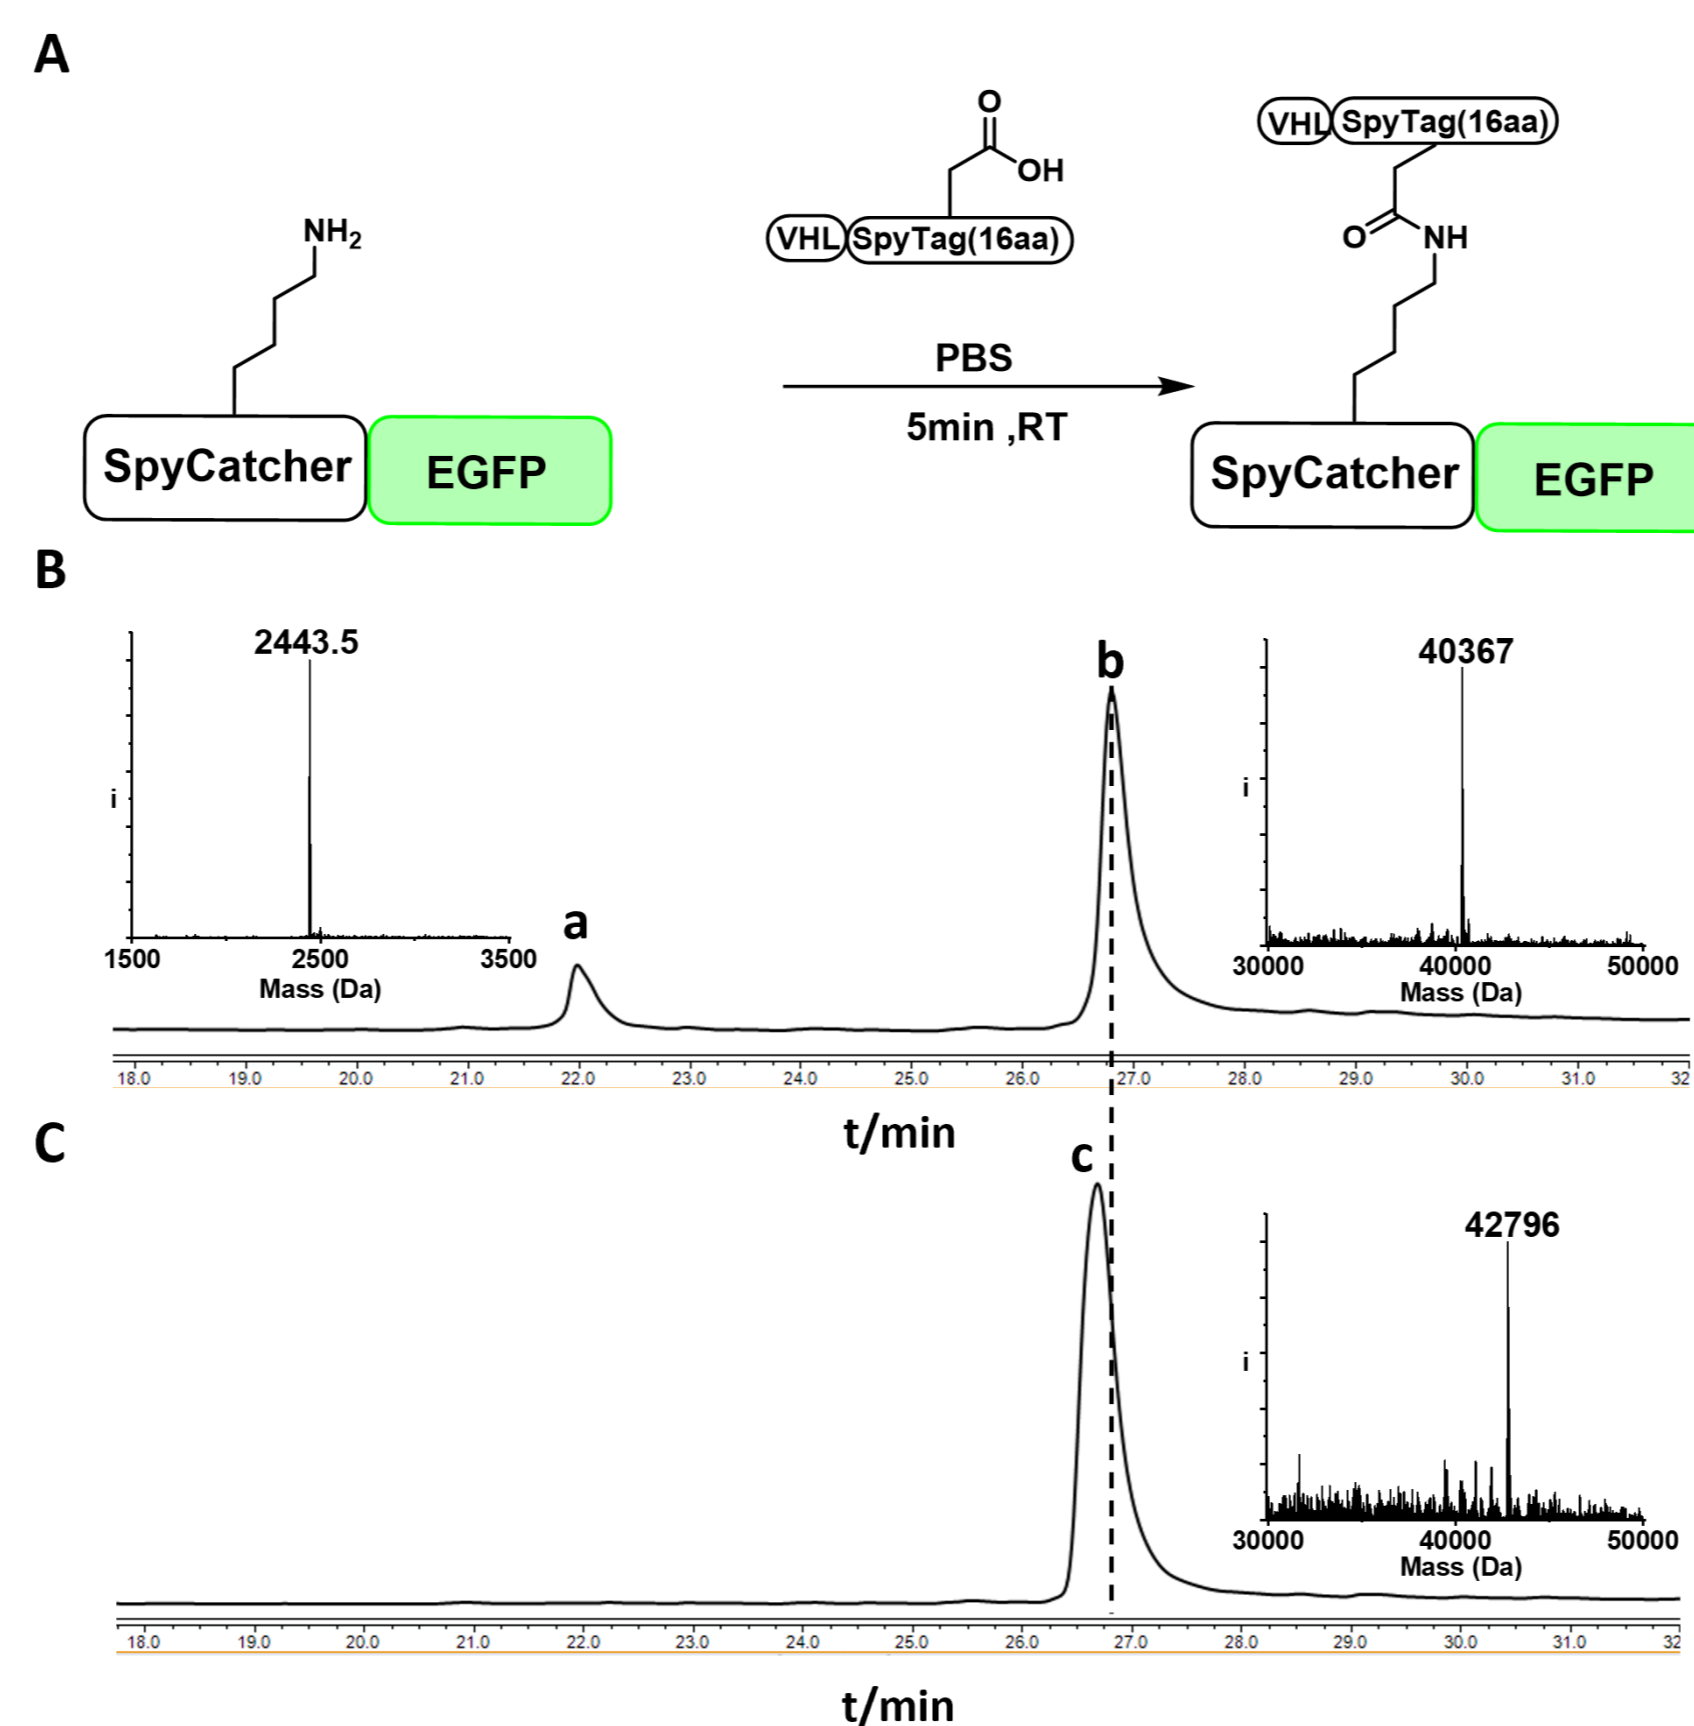 A
O
OH
VHL SpyTag(16aa)
NH2
PBS
5min ,RT
SpyCatcher EGFP
VHL SpyTag(16aa)
O NH
SpyCatcher EGFP
B
2443.5
i
1500 2500 3500
Mass (Da)
a
b
40367
i
30000 40000 50000
Mass (Da)
18.0 19.0 20.0 21.0 22.0 23.0 24.0 25.0 26.0 27.0 28.0 29.0 30.0 31.0 32
t/min
C
c
42796
i
30000 40000 50000
Mass (Da)
18.0 19.0 20.0 21.0 22.0 23.0 24.0 25.0 26.0 27.0 28.0 29.0 30.0 31.0 32
t/min